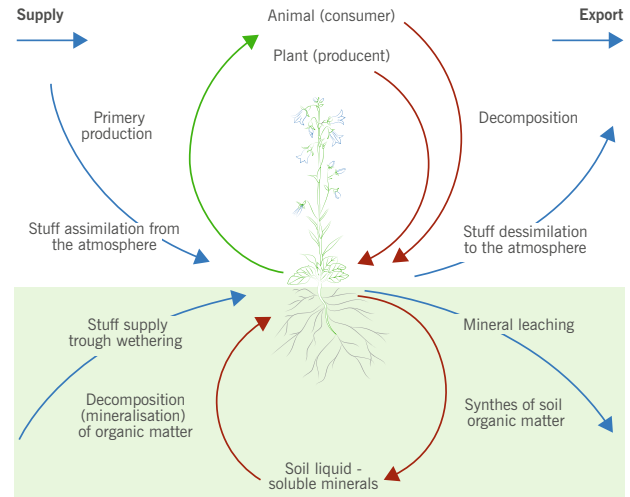 Supply
Animal (consumer)
Export
Plant (producent)
Primery
production
Decomposition
Stuff assimilation from
the atmosphere
Stuff dessimilation
to the atmosphere
Stuff supply
trough wethering
Mineral leaching
Decomposition
(mineralisation)
of organic matter
Synthes of soil
organic matter
Soil liquid -
soluble minerals